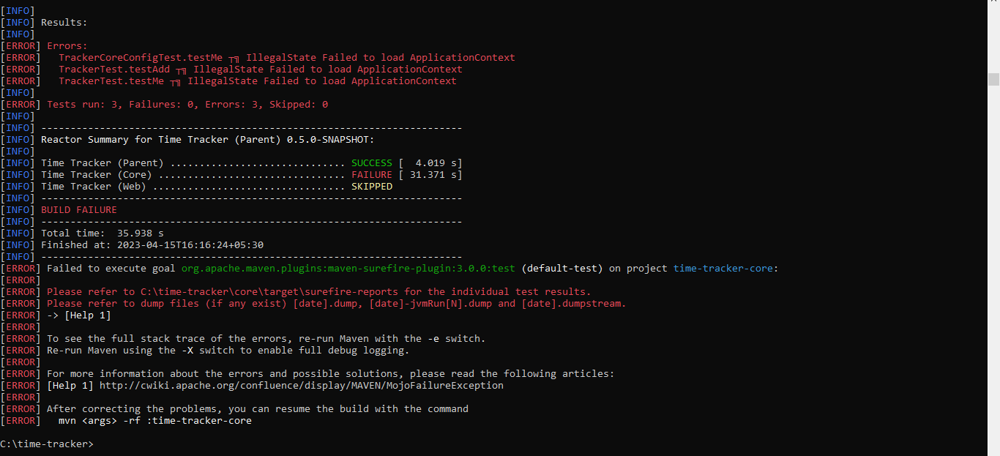 [INFO]
[INFO] Results:
[INFO]
[ERROR] Errors:
[ERROR]   TrackerCoreConfigTest.testMe ┬╗ IllegalState Failed to load ApplicationContext
[ERROR]   TrackerTest.testAdd ┬╗ IllegalState Failed to load ApplicationContext
[ERROR]   TrackerTest.testMe ┬╗ IllegalState Failed to load ApplicationContext
[INFO]
[ERROR] Tests run: 3, Failures: 0, Errors: 3, Skipped: 0
[INFO]
[INFO] ------------------------------------------------------------------------
[INFO] Reactor Summary for Time Tracker (Parent) 0.5.0-SNAPSHOT:
[INFO]
[INFO] Time Tracker (Parent) .............................. SUCCESS [  4.019 s]
[INFO] Time Tracker (Core) ................................ FAILURE [ 31.371 s]
[INFO] Time Tracker (Web) ................................. SKIPPED
[INFO] ------------------------------------------------------------------------
[INFO] BUILD FAILURE
[INFO] ------------------------------------------------------------------------
[INFO] Total time:  35.938 s
[INFO] Finished at: 2023-04-15T16:16:24+05:30
[INFO] ------------------------------------------------------------------------
[ERROR] Failed to execute goal org.apache.maven.plugins:maven-surefire-plugin:3.0.0:test (default-test) on project time-tracker-core:
[ERROR]
[ERROR] Please refer to C:\time-tracker\core\target\surefire-reports for the individual test results.
[ERROR] Please refer to dump files (if any exist) [date].dump, [date]-jvmRun[N].dump and [date].dumpstream.
[ERROR] -> [Help 1]
[ERROR]
[ERROR] To see the full stack trace of the errors, re-run Maven with the -e switch.
[ERROR] Re-run Maven using the -X switch to enable full debug logging.
[ERROR]
[ERROR] For more information about the errors and possible solutions, please read the following articles:
[ERROR] [Help 1] http://cwiki.apache.org/confluence/display/MAVEN/MojoFailureException
[ERROR]
[ERROR] After correcting the problems, you can resume the build with the command
[ERROR]   mvn <args> -rf :time-tracker-core
C:\time-tracker>